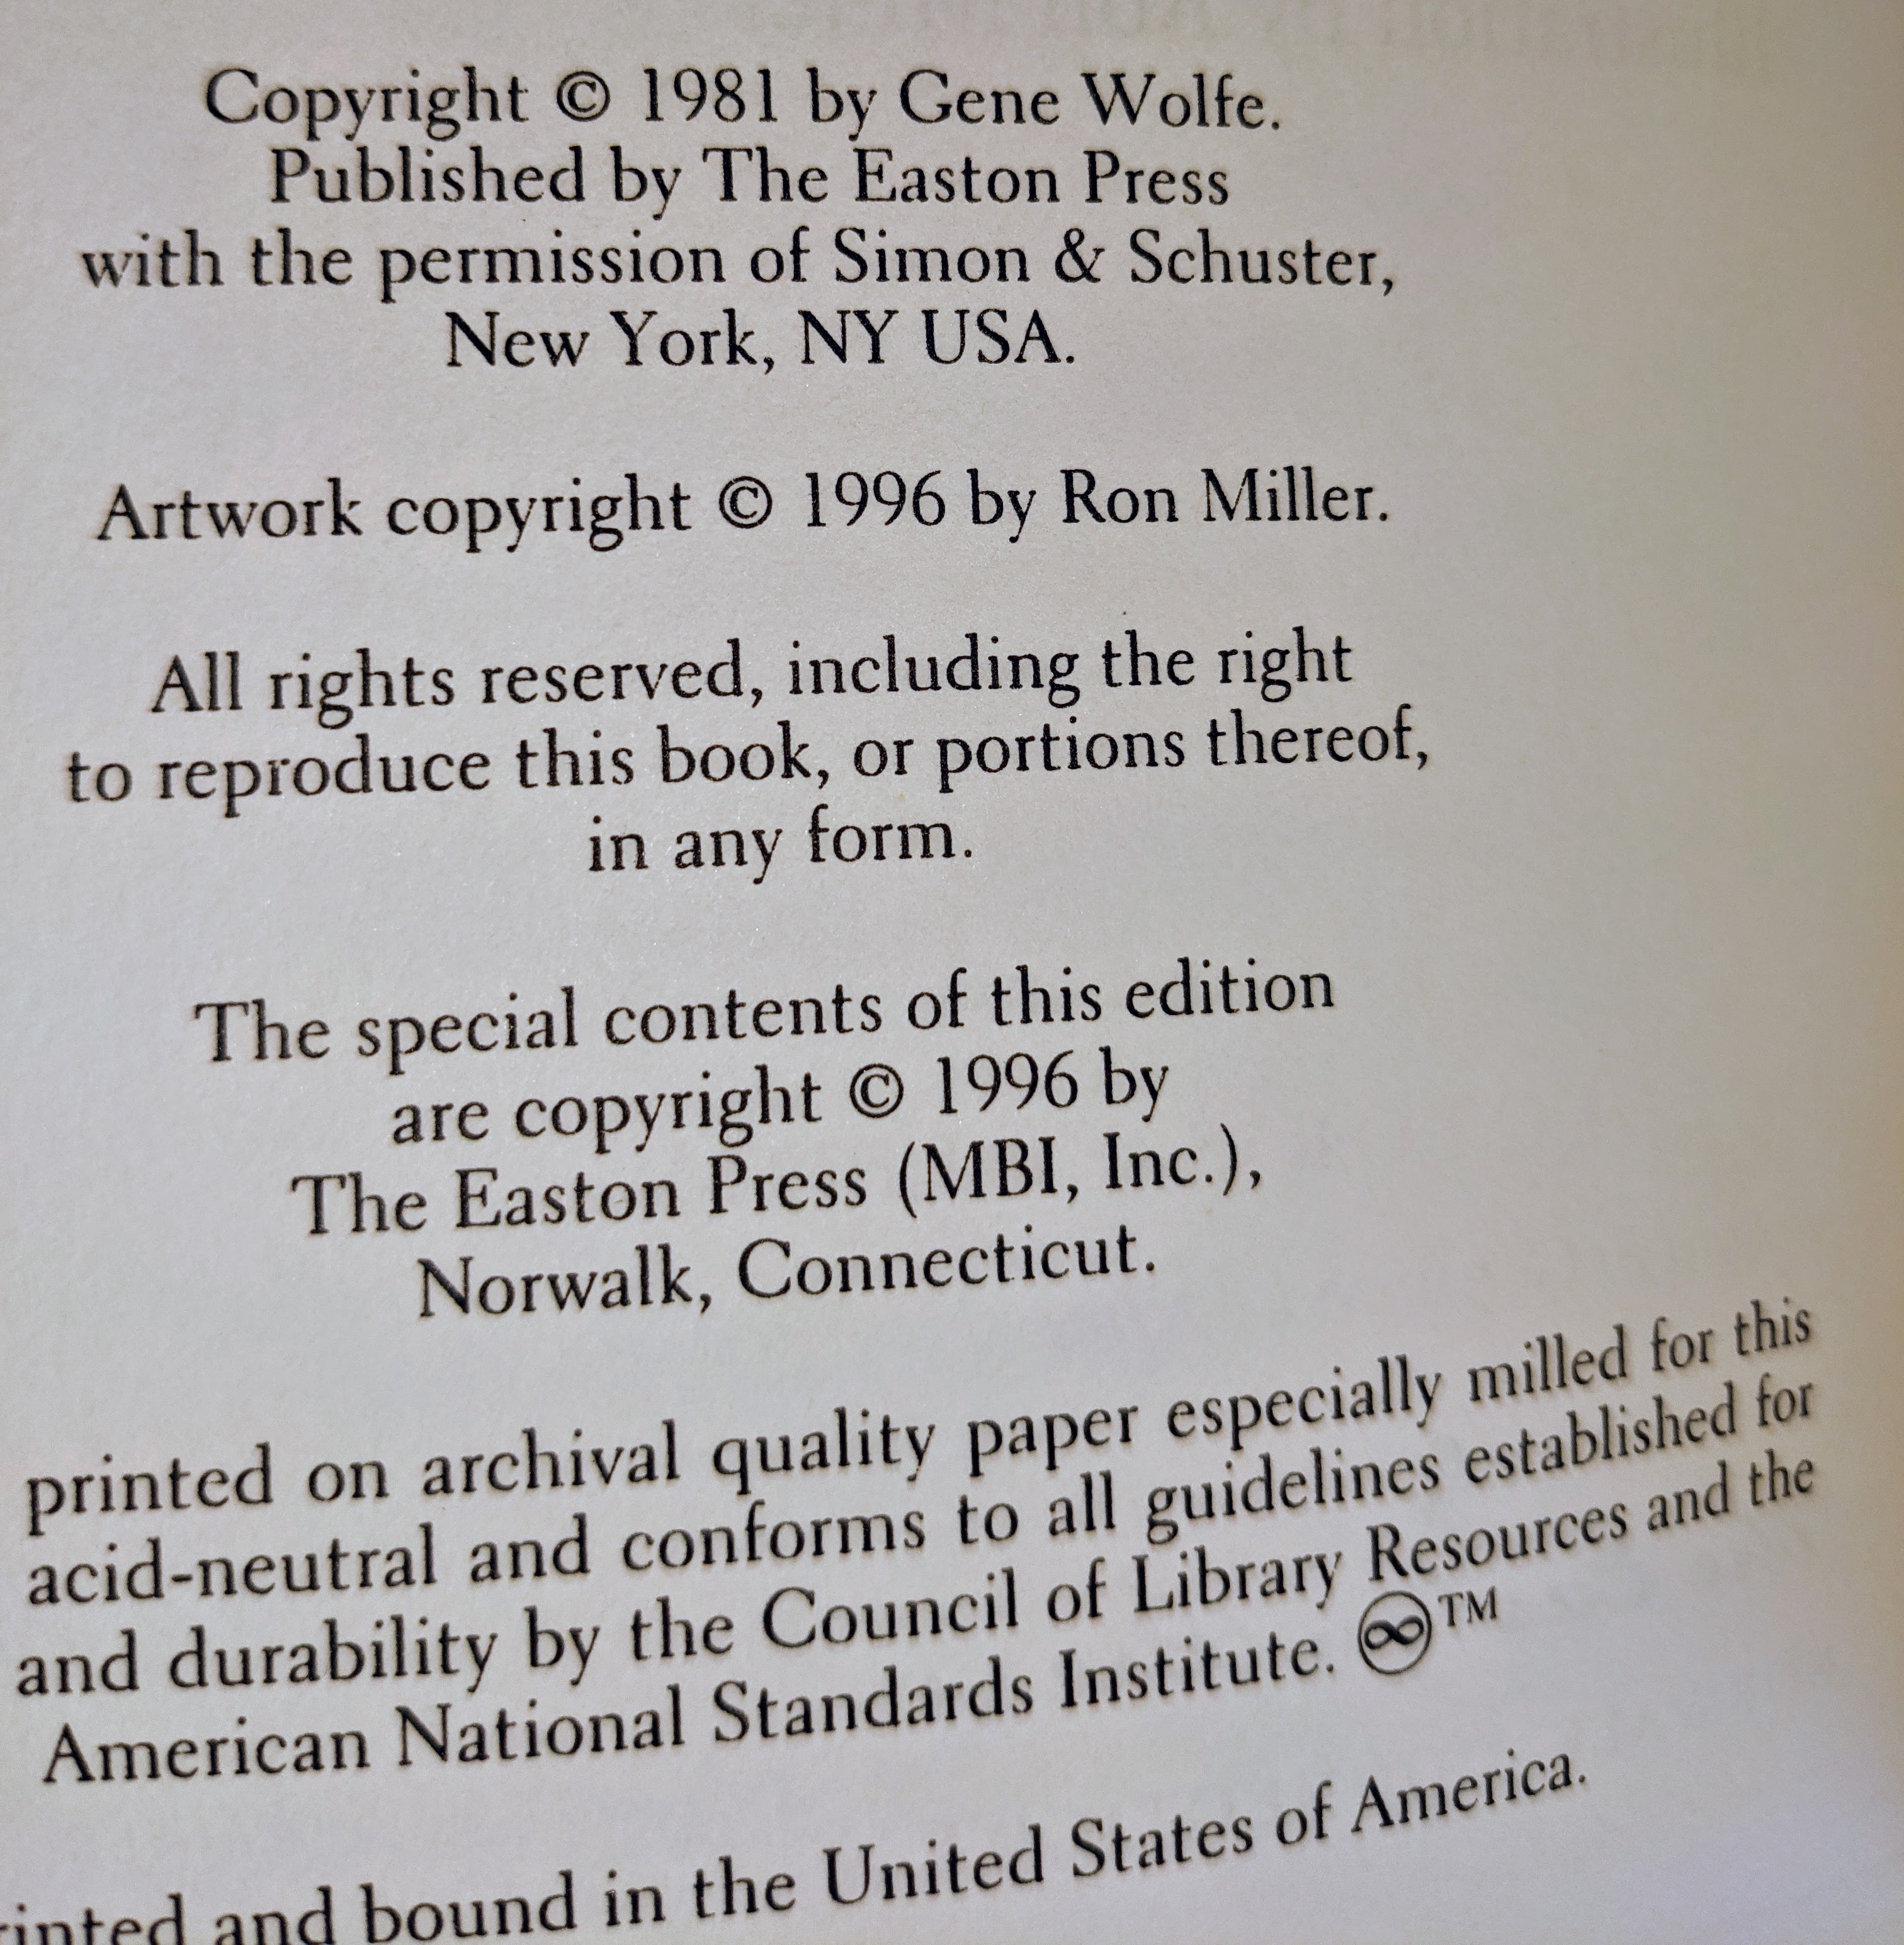 Copyright © 1981 by Gene Wolfe.
Published by The Easton Press
with the permission of Simon & Schuster,
New York, NY USA.
Artwork copyright © 1996 by Ron Miller.
All rights reserved, including the right
to reproduce this book, or portions thereof,
in any form.
The special contents of this edition
are copyright © 1996 by
The Easton Press (MBI, Inc.),
Norwalk, Connecticut.
printed on archival quality paper especially milled for this
acid-neutral and conforms to all guidelines established for
and durability by the Council of Library Resources and the
American National Standards Institute. ♾™
and bound in the United States of America.